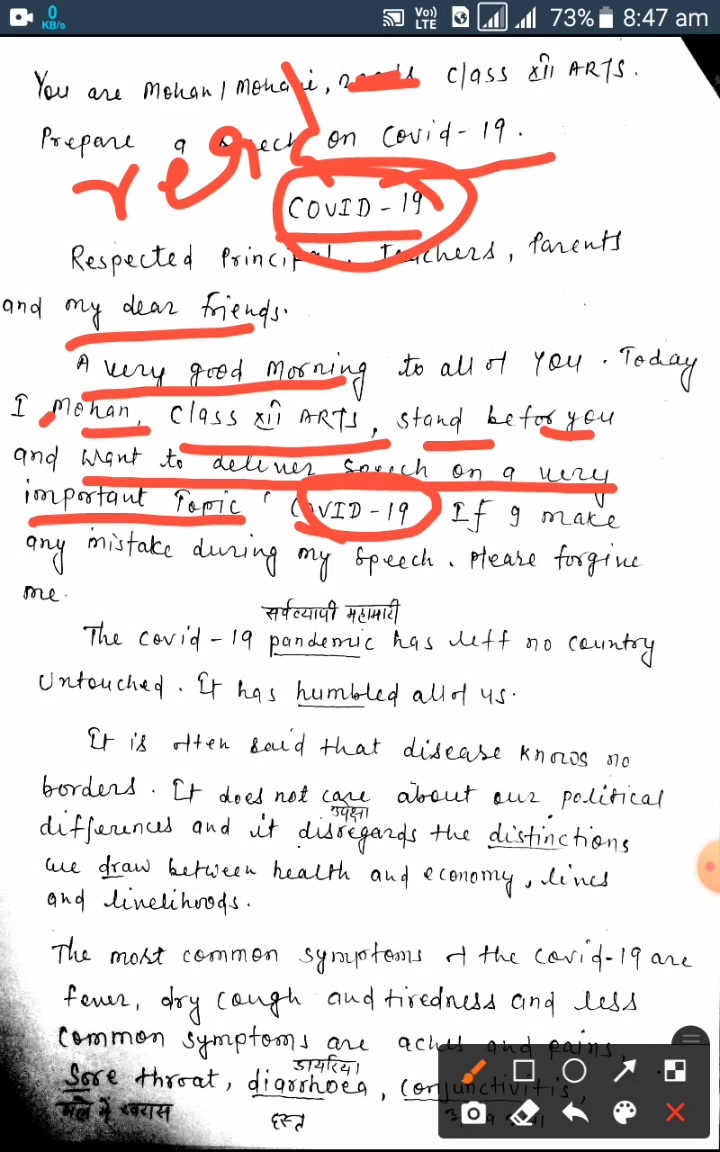 0 KB/s Vo)) LTE 73% 8:47 am
You are Mohan / Mohani, Class XII ARTS.
Prepare a speech on Covid-19.
ver
COVID-19
Respected Principal, Teachers, Parents
and my dear friends.
A very good Morning to all of you. Today
I, Mohan, Class XII ARTS, stand before you
and want to deliver speech on a very
important Topic 'COVID-19 If I make
any mistake during my speech. Please forgive
me.
सर्वव्यापी महामारी
The covid-19 pandemic has left no country
Untouched. It has humbled all of us.
It is often said that disease knows no
borders. It does not care about our political
उपेक्षा
differences and it disregards the distinctions
we draw between health and economy, lives
and livelihoods.
The most common symptoms of the covid-19 are
fever, dry cough and tiredness and less
common symptoms are aches and pains,
डायरिया
Sore throat, diarrhoea, conjunctivitis,
गले में खराश दस्त